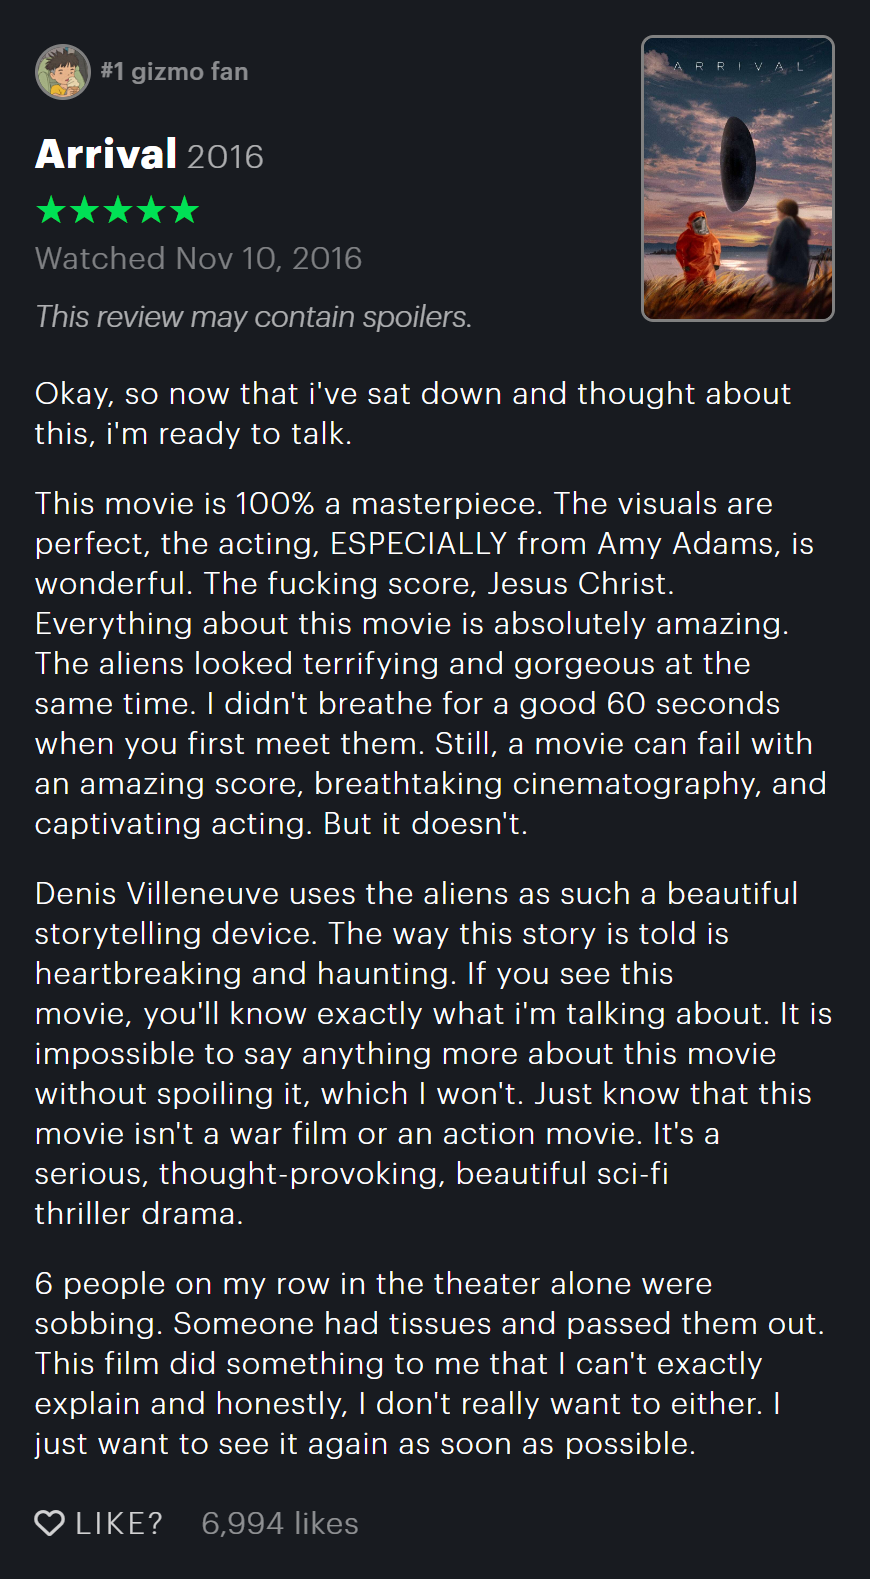 #1 gizmo fan
ARRIVAL
Arrival 2016
★★★★★
Watched Nov 10, 2016
This review may contain spoilers.
Okay, so now that i've sat down and thought about
this, i'm ready to talk.
This movie is 100% a masterpiece. The visuals are
perfect, the acting, ESPECIALLY from Amy Adams, is
wonderful. The fucking score, Jesus Christ.
Everything about this movie is absolutely amazing.
The aliens looked terrifying and gorgeous at the
same time. I didn't breathe for a good 60 seconds
when you first meet them. Still, a movie can fail with
an amazing score, breathtaking cinematography, and
captivating acting. But it doesn't.
Denis Villeneuve uses the aliens as such a beautiful
storytelling device. The way this story is told is
heartbreaking and haunting. If you see this
movie, you'll know exactly what i'm talking about. It is
impossible to say anything more about this movie
without spoiling it, which I won't. Just know that this
movie isn't a war film or an action movie. It's a
serious, thought-provoking, beautiful sci-fi
thriller drama.
6 people on my row in the theater alone were
sobbing. Someone had tissues and passed them out.
This film did something to me that I can't exactly
explain and honestly, I don't really want to either. I
just want to see it again as soon as possible.
LIKE? 6,994 likes